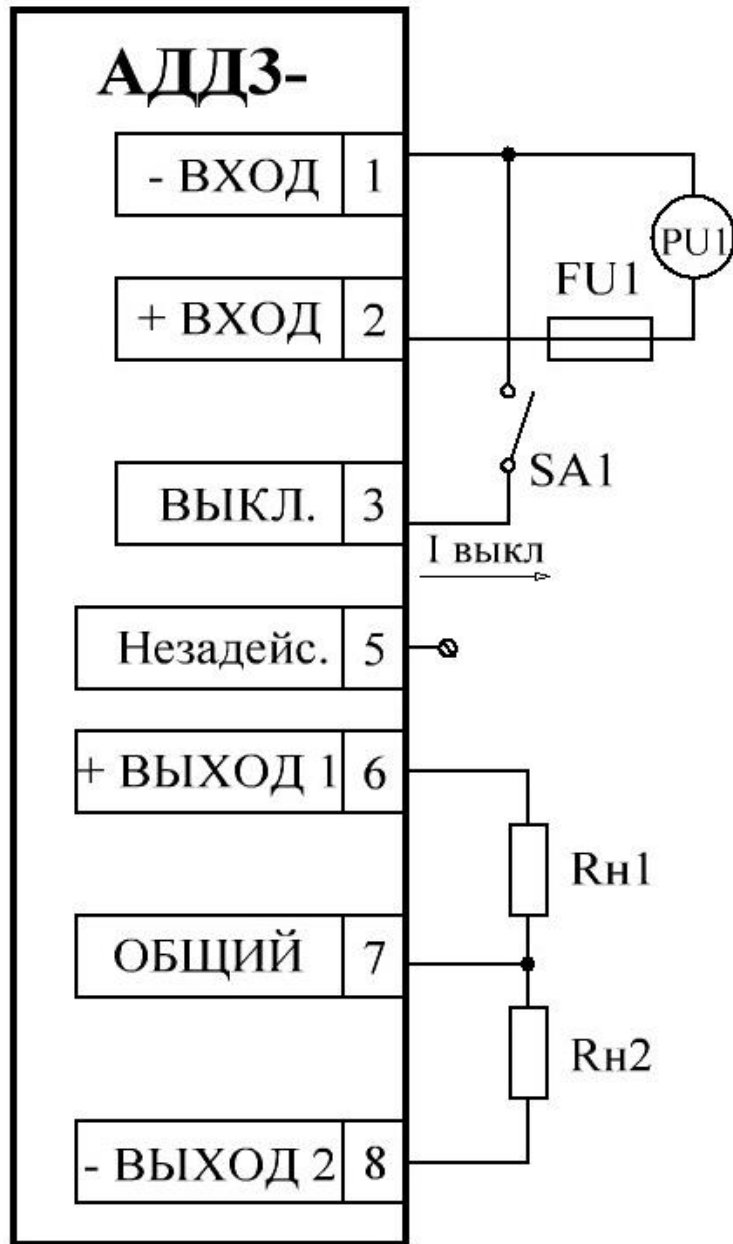 АДДЗ-
- ВХОД 1
PU1
FU1
+ ВХОД 2
SA1
ВЫКЛ. 3
I выкл
Незадейс. 5
+ ВЫХОД 1 6
Rн1
ОБЩИЙ 7
Rн2
- ВЫХОД 2 8